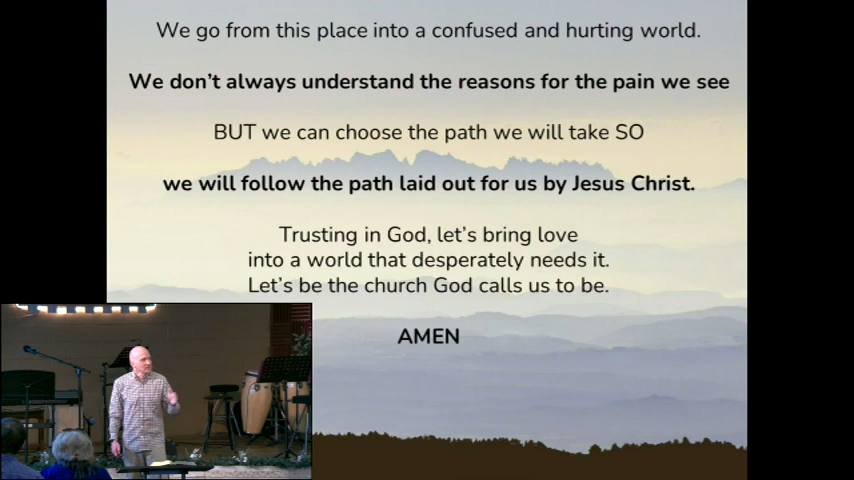 We go from this place into a confused and hurting world.
We don't always understand the reasons for the pain we see
BUT we can choose the path we will take SO
we will follow the path laid out for us by Jesus Christ.
Trusting in God, let's bring love
into a world that desperately needs it.
Let's be the church God calls us to be.
AMEN